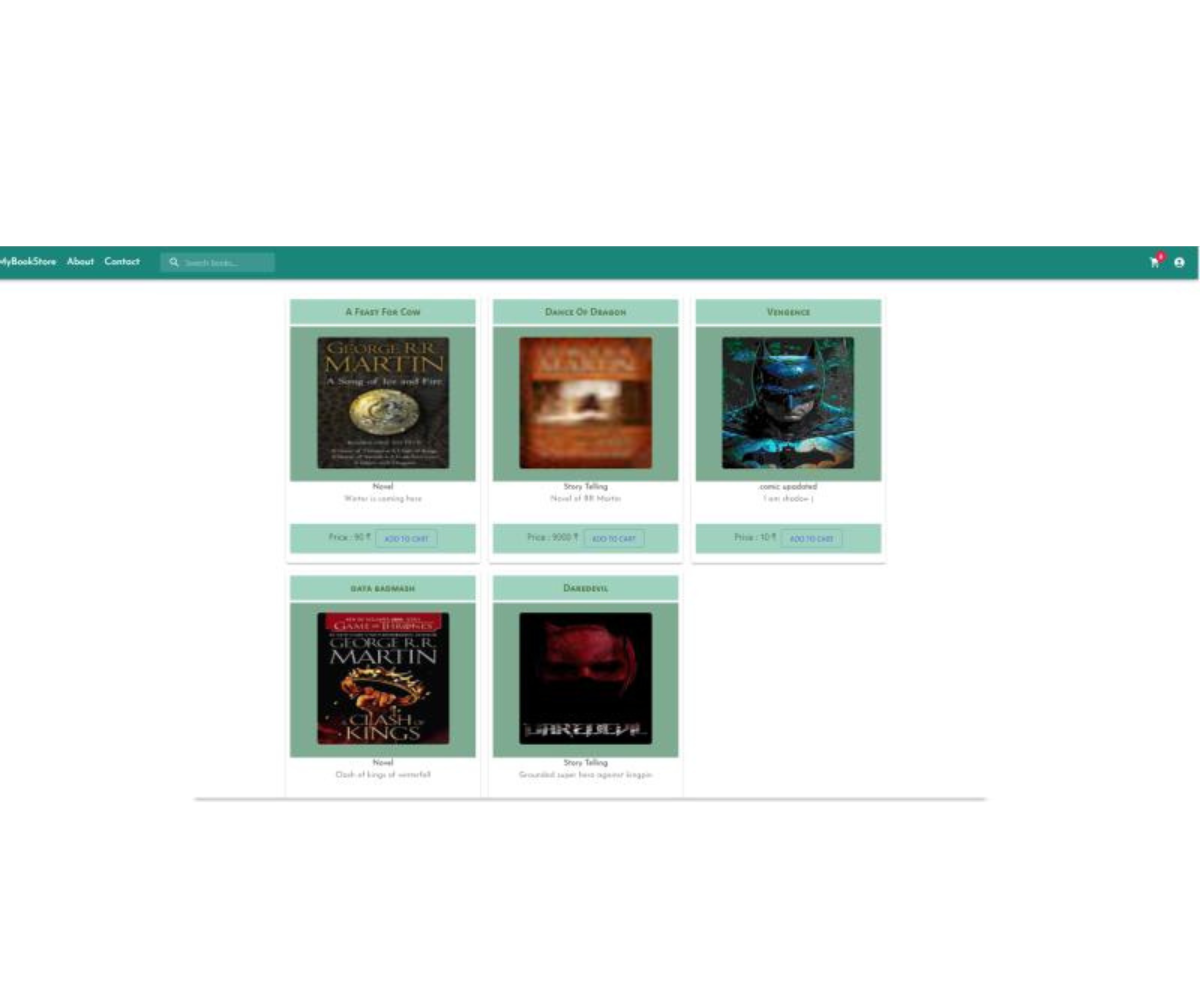 MyBookStore About Contact Search books...
A Feast For Cow
GEORGE R.R.
MARTIN
A Song of Ice and Fire
Novel
Winter is coming here
Price : 90 ₹ ADD TO CART
Dance Of Dragon
MARTIN
Story Telling
Novel of RR Martin
Price : 9000 ₹ ADD TO CART
Vengence
comic upadated
I am shadow
Price : 10 ₹ ADD TO CART
DATA BADMASH
GAME OF THRONES
GEORGE R.R.
MARTIN
A CLASH OF
KINGS
Novel
Clash of kings of winterfell
Daredevil
DAREDEVIL
Story Telling
Grounded super hero against kingpin